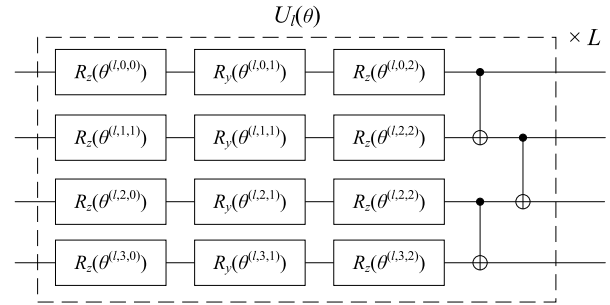 U_l(θ)
× L
R_z(θ^(l,0,0)) R_y(θ^(l,0,1)) R_z(θ^(l,0,2))
R_z(θ^(l,1,1)) R_y(θ^(l,1,1)) R_z(θ^(l,2,2))
R_z(θ^(l,2,0)) R_y(θ^(l,2,1)) R_z(θ^(l,2,2))
R_z(θ^(l,3,0)) R_y(θ^(l,3,1)) R_z(θ^(l,3,2))